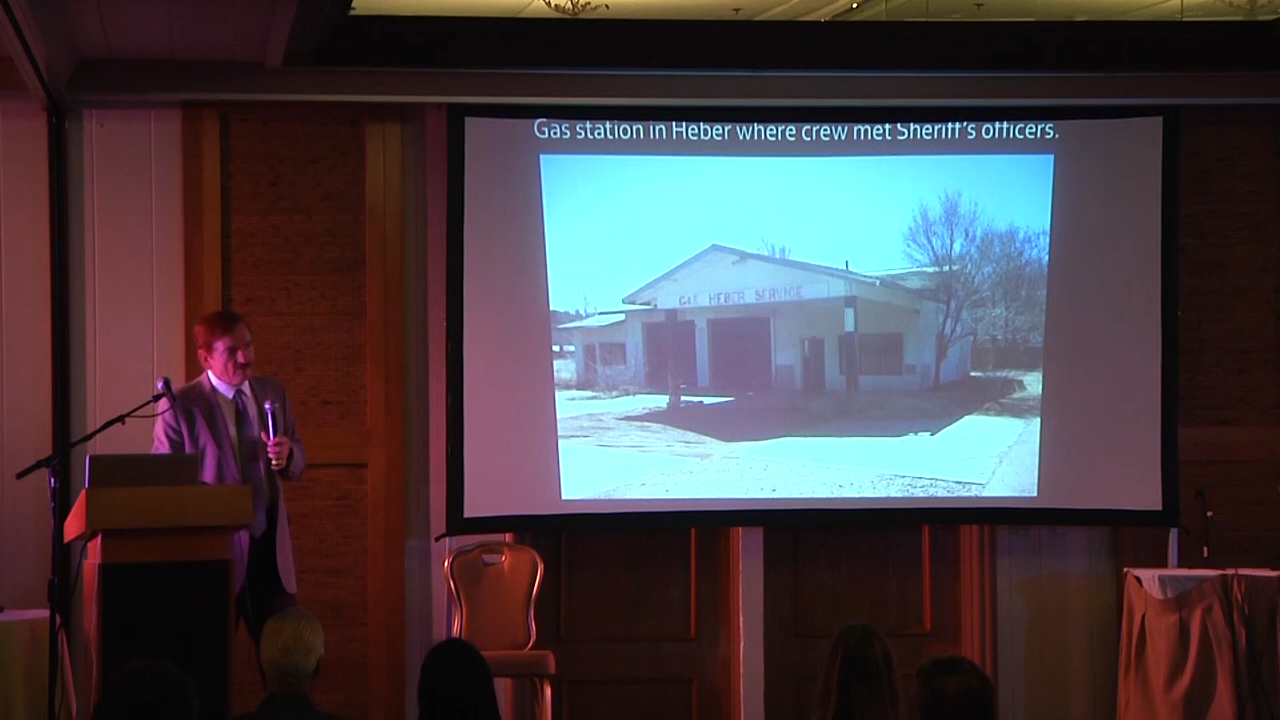 Gas station in Heber where crew met Sheriff's officers.
G&K HEBER SERVICE